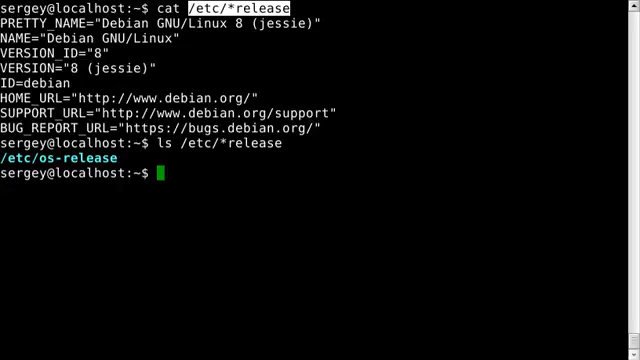 sergey@localhost:~$ cat /etc/*release
PRETTY_NAME="Debian GNU/Linux 8 (jessie)"
NAME="Debian GNU/Linux"
VERSION_ID="8"
VERSION="8 (jessie)"
ID=debian
HOME_URL="http://www.debian.org/"
SUPPORT_URL="http://www.debian.org/support"
BUG_REPORT_URL="https://bugs.debian.org/"
sergey@localhost:~$ ls /etc/*release
/etc/os-release
sergey@localhost:~$